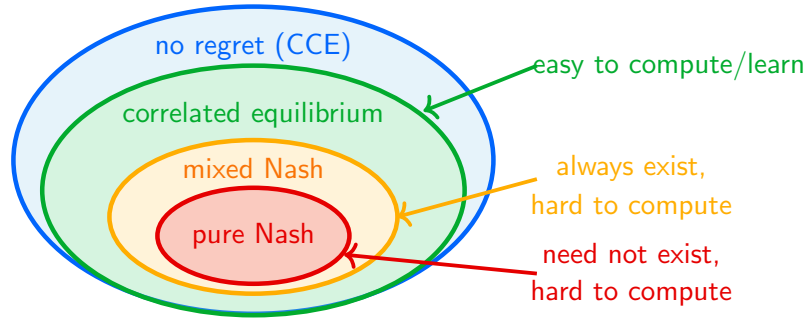 no regret (CCE)
easy to compute/learn
correlated equilibrium
mixed Nash
always exist,
hard to compute
pure Nash
need not exist,
hard to compute